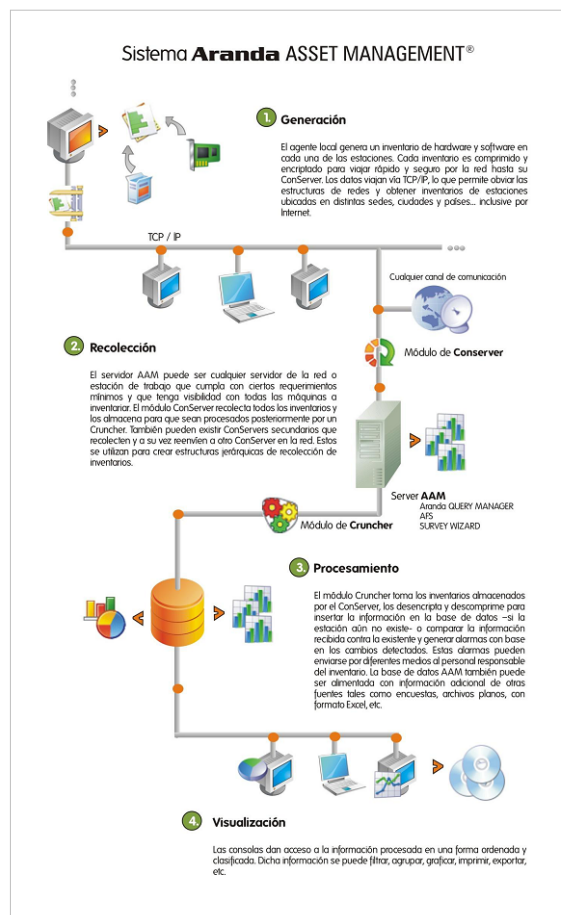 Sistema Aranda ASSET MANAGEMENT®
1. Generación
El agente local genera un inventario de hardware y software en
cada una de las estaciones. Cada inventario es comprimido y
encriptado para viajar rápido y seguro por la red hasta su
ConServer. Los datos viajan vía TCP/IP, lo que permite obviar las
estructuras de redes y obtener inventarios de estaciones
ubicadas en distintas sedes, ciudades y países... inclusive por
Internet.
TCP / IP
Cualquier canal de comunicación
Módulo de Conserver
2. Recolección
El servidor AAM puede ser cualquier servidor de la red o
estación de trabajo que cumpla con ciertos requerimientos
mínimos y que tenga visibilidad con todas las máquinas a
inventariar. El módulo ConServer recolecta todos los inventarios y
los almacena para que sean procesados posteriormente por un
Cruncher. También pueden existir ConServers secundarios que
recolecten y a su vez reenvíen a otro ConServer en la red. Estos
se utilizan para crear estructuras jerárquicas de recolección de
inventarios.
Server AAM
Aranda QUERY MANAGER
AFS
SURVEY WIZARD
Módulo de Cruncher
3. Procesamiento
El módulo Cruncher toma los inventarios almacenados
por el ConServer, los desencripta y descomprime para
insertar la información en la base de datos –si la
estación aún no existe- o comparar la información
recibida contra la existente y generar alarmas con base
en los cambios detectados. Estas alarmas pueden
enviarse por diferentes medios al personal responsable
del inventario. La base de datos AAM también puede
ser alimentada con información adicional de otras
fuentes tales como encuestas, archivos planos, con
formato Excel, etc.
4. Visualización
Las consolas dan acceso a la información procesada en una forma ordenada y
clasificada. Dicha información se puede filtrar, agrupar, graficar, imprimir, exportar,
etc.